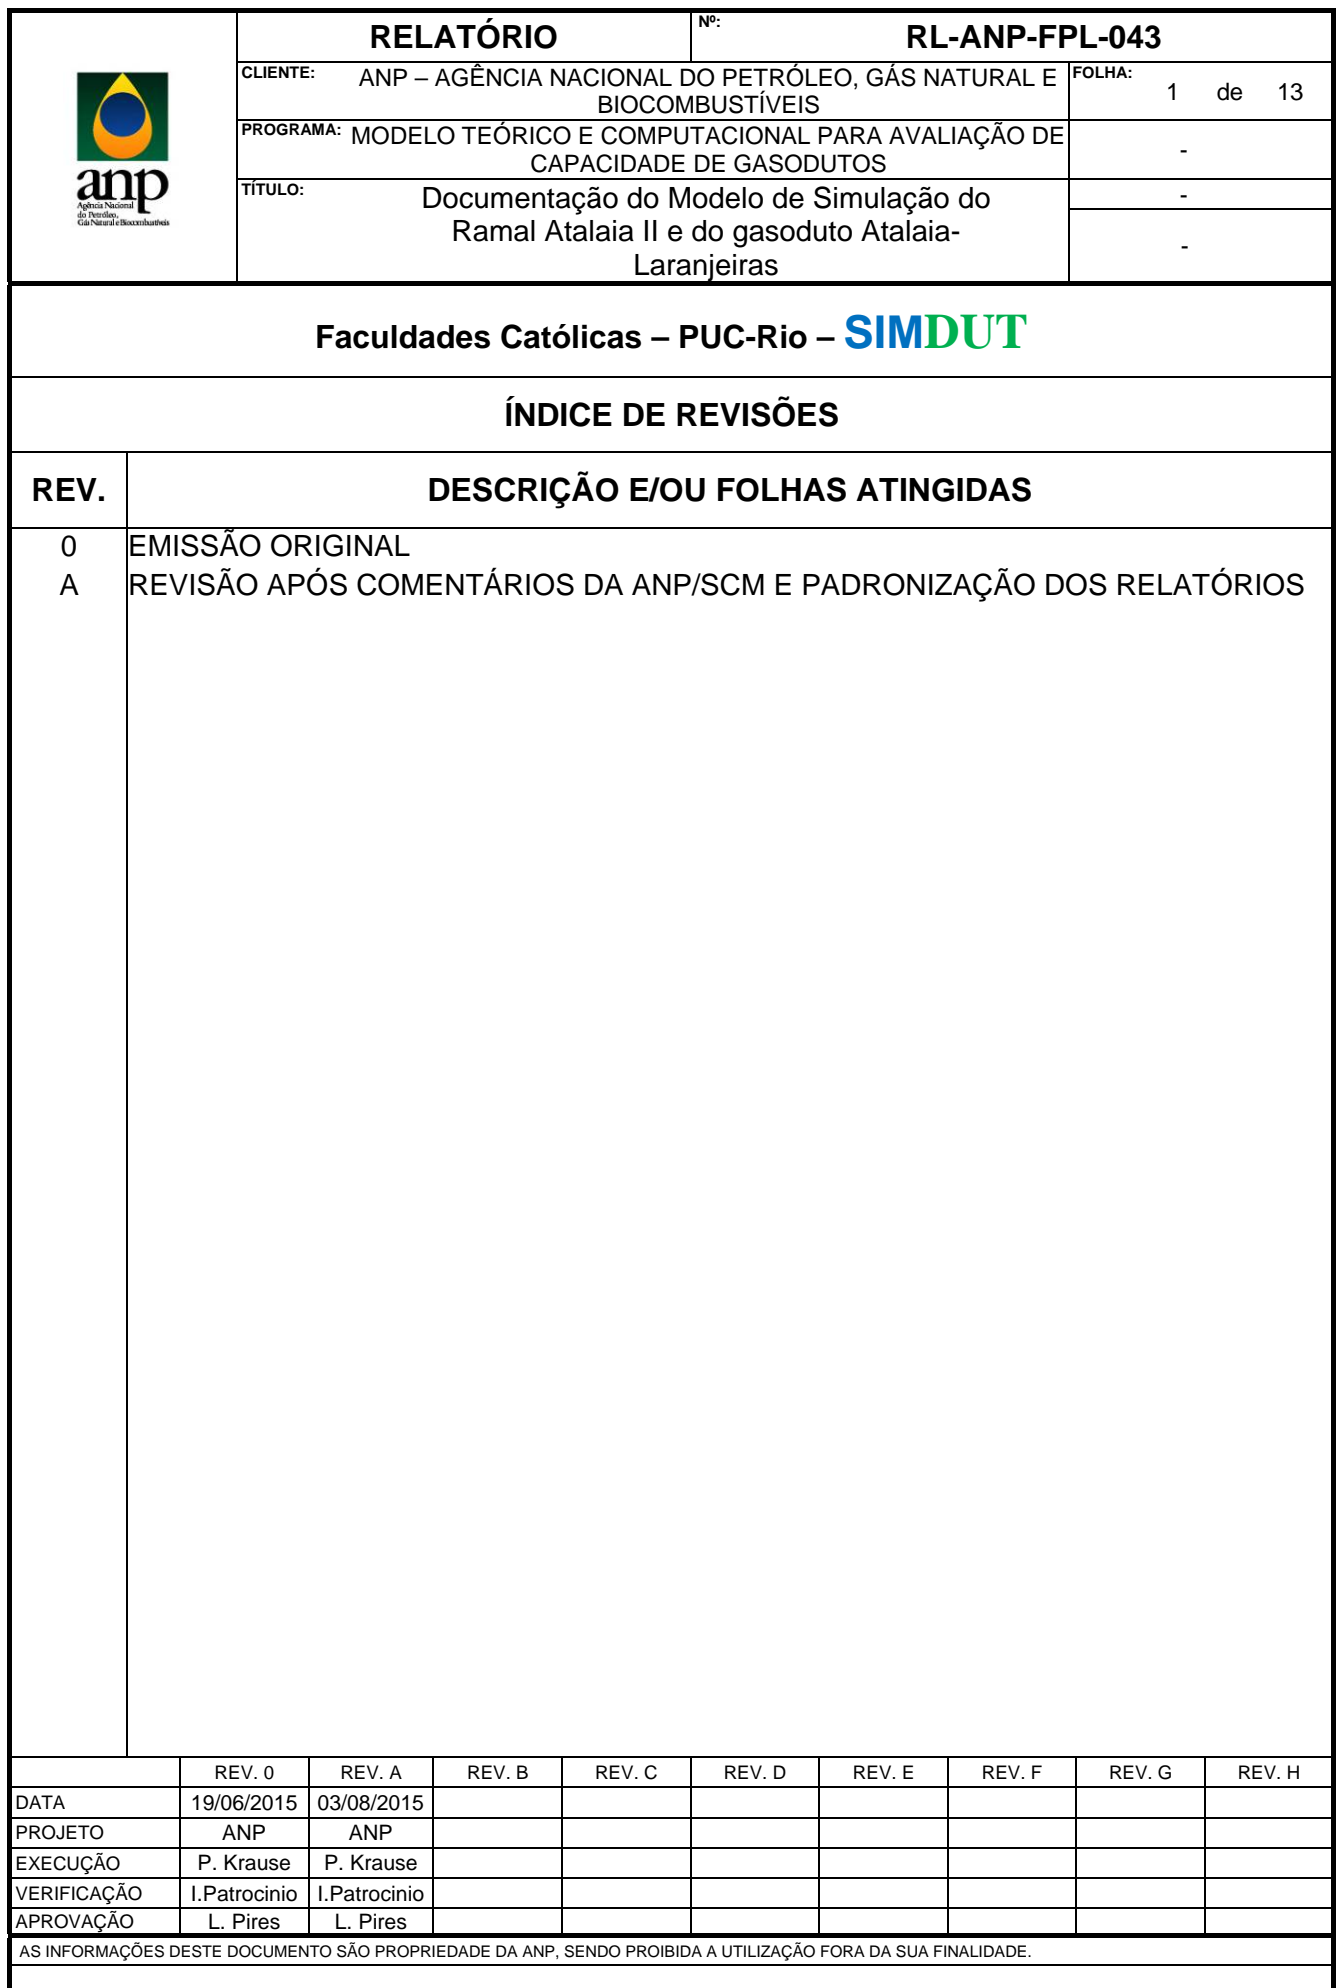 anp
Agência Nacional
do Petróleo,
Gás Natural e Biocombustíveis
RELATÓRIO
Nº:
RL-ANP-FPL-043
CLIENTE:
ANP – AGÊNCIA NACIONAL DO PETRÓLEO, GÁS NATURAL E
BIOCOMBUSTÍVEIS
FOLHA:
1 de 13
PROGRAMA:
MODELO TEÓRICO E COMPUTACIONAL PARA AVALIAÇÃO DE
CAPACIDADE DE GASODUTOS
-
TÍTULO:
Documentação do Modelo de Simulação do
Ramal Atalaia II e do gasoduto Atalaia-
Laranjeiras
-
-
Faculdades Católicas – PUC-Rio – SIMDUT
ÍNDICE DE REVISÕES
REV. DESCRIÇÃO E/OU FOLHAS ATINGIDAS
0 EMISSÃO ORIGINAL
A REVISÃO APÓS COMENTÁRIOS DA ANP/SCM E PADRONIZAÇÃO DOS RELATÓRIOS
REV. 0 REV. A REV. B REV. C REV. D REV. E REV. F REV. G REV. H
DATA 19/06/2015 03/08/2015
PROJETO ANP ANP
EXECUÇÃO P. Krause P. Krause
VERIFICAÇÃO I.Patrocinio I.Patrocinio
APROVAÇÃO L. Pires L. Pires
AS INFORMAÇÕES DESTE DOCUMENTO SÃO PROPRIEDADE DA ANP, SENDO PROIBIDA A UTILIZAÇÃO FORA DA SUA FINALIDADE.